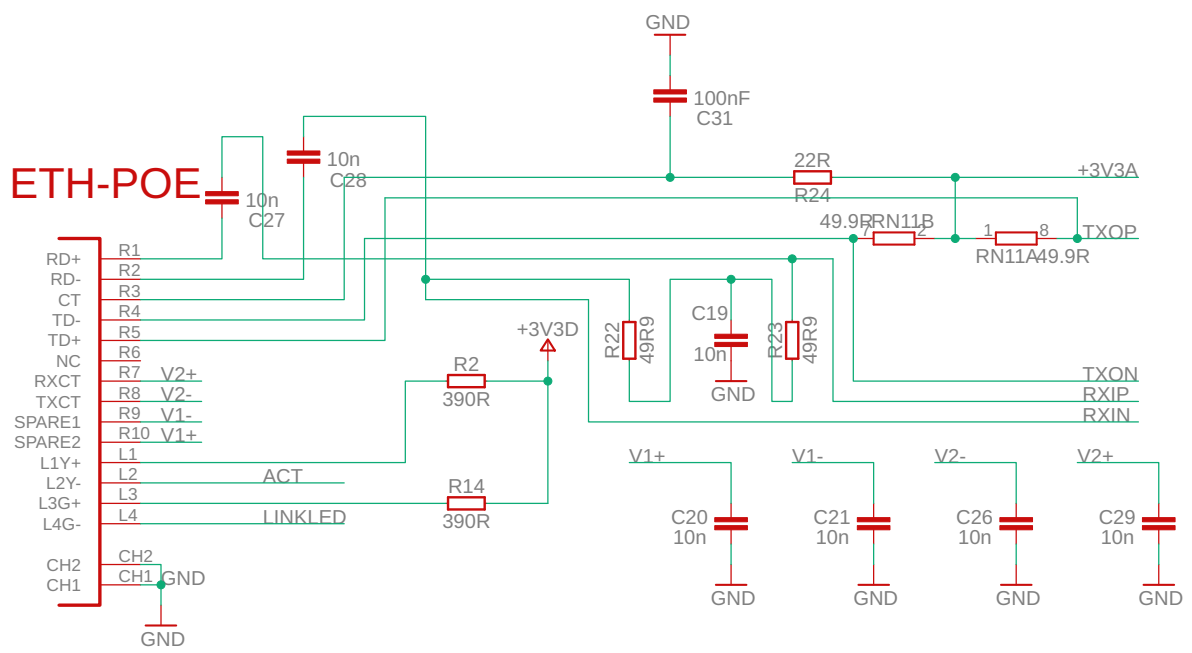 GND
100nF
C31
10n
C28
22R
R24
+3V3A
ETH-POE
10n
C27
49.9R
RN11B
7
2
1
8
TXOP
RN11A
49.9R
RD+ R1
RD- R2
CT R3
TD- R4
TD+ R5
NC R6
RXCT R7 V2+
TXCT R8 V2-
SPARE1 R9 V1-
SPARE2 R10 V1+
L1Y+ L1
L2Y- L2 ACT
L3G+ L3
L4G- L4 LINKLED
CH2 CH2
CH1 CH1 GND
GND
+3V3D
R2
390R
R14
390R
R22
49R9
C19
10n
GND
R23
49R9
TXON
RXIP
RXIN
V1+
V1-
V2-
V2+
C20
10n
C21
10n
C26
10n
C29
10n
GND
GND
GND
GND